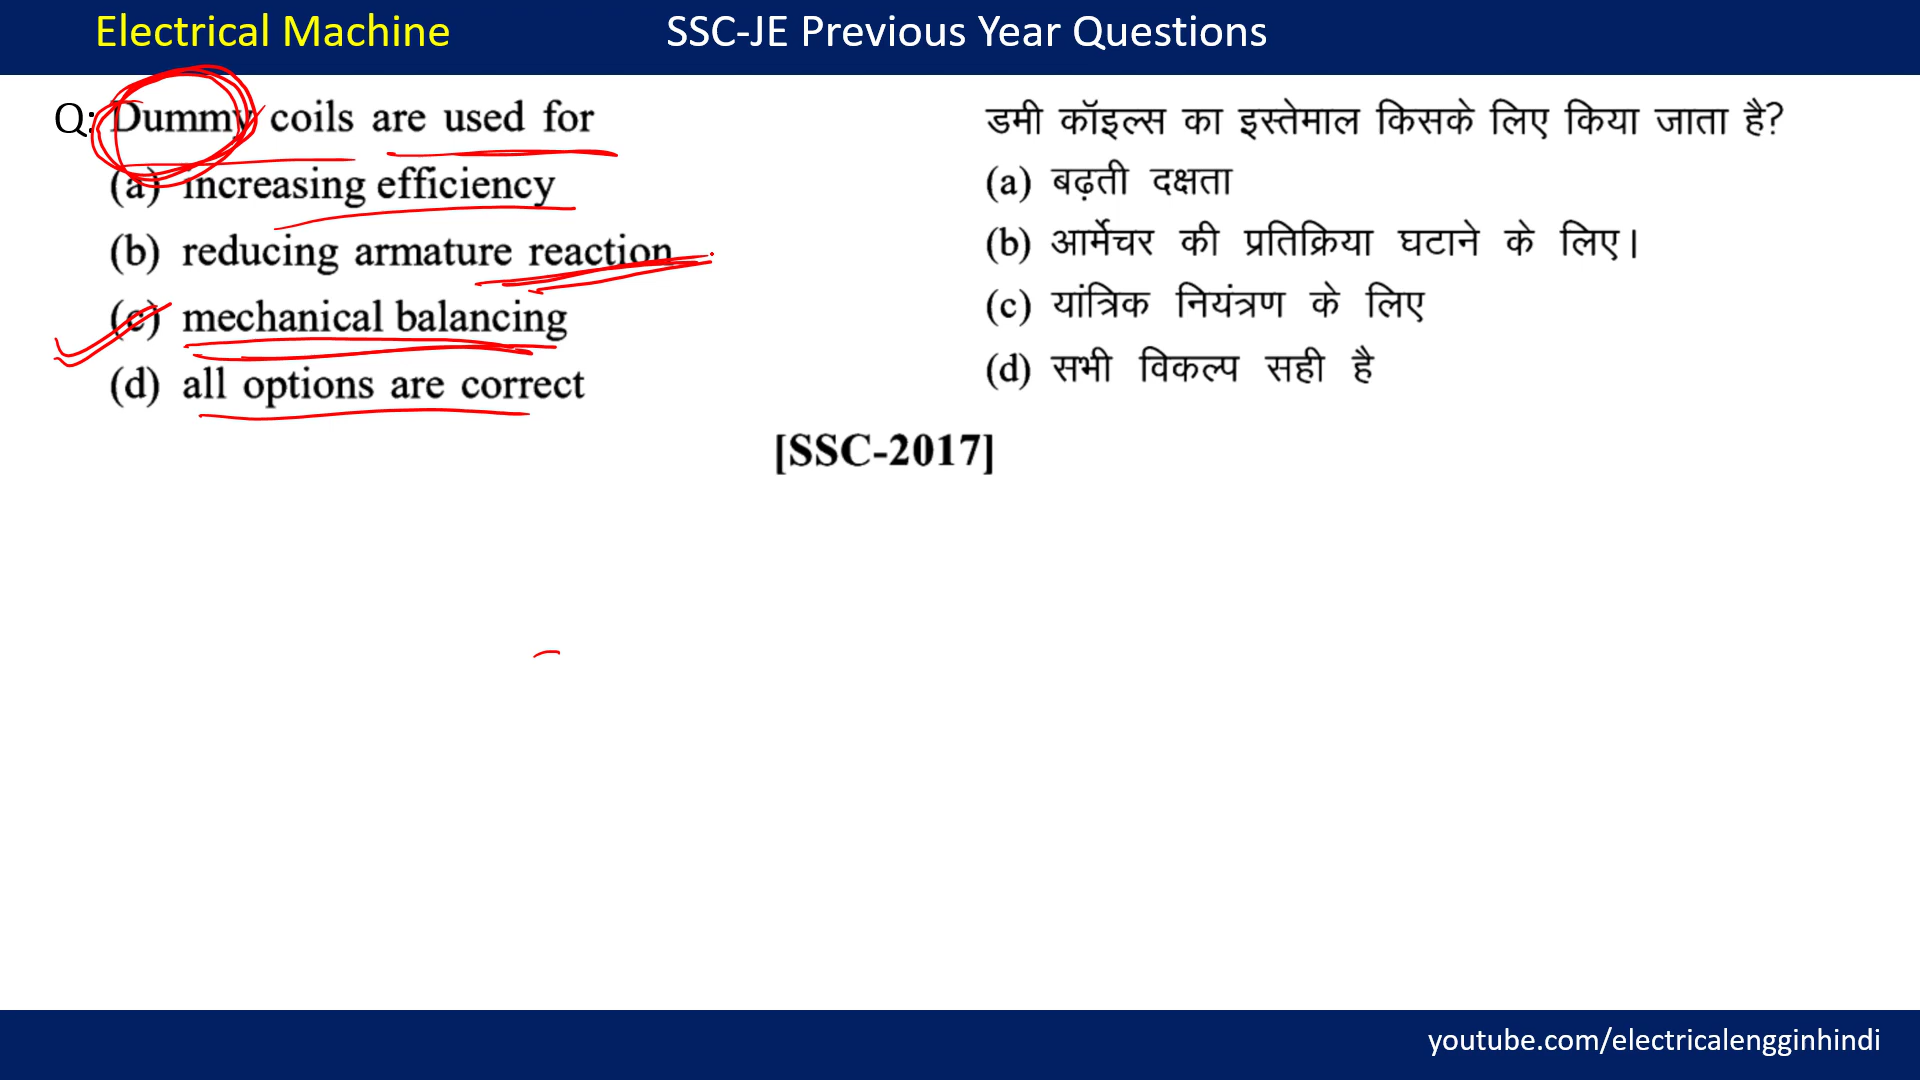 Electrical Machine SSC-JE Previous Year Questions
Q: Dummy coils are used for
(a) increasing efficiency
(b) reducing armature reaction
(c) mechanical balancing
(d) all options are correct
डमी कॉइल्स का इस्तेमाल किसके लिए किया जाता है?
(a) बढ़ती दक्षता
(b) आर्मेचर की प्रतिक्रिया घटाने के लिए।
(c) यांत्रिक नियंत्रण के लिए
(d) सभी विकल्प सही है
[SSC-2017]
youtube.com/electricalengginhindi